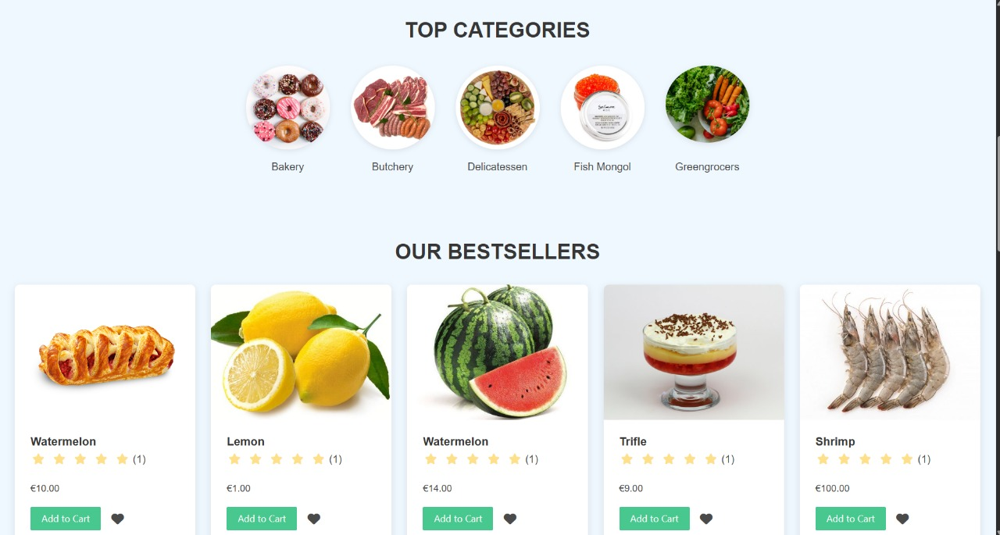 TOP CATEGORIES
Bakery
Butchery
Delicatessen
Fish Mongol
Greengrocers
OUR BESTSELLERS
Watermelon
(1)
€10.00
Add to Cart
Lemon
(1)
€1.00
Add to Cart
Watermelon
(1)
€14.00
Add to Cart
Trifle
(1)
€9.00
Add to Cart
Shrimp
(1)
€100.00
Add to Cart